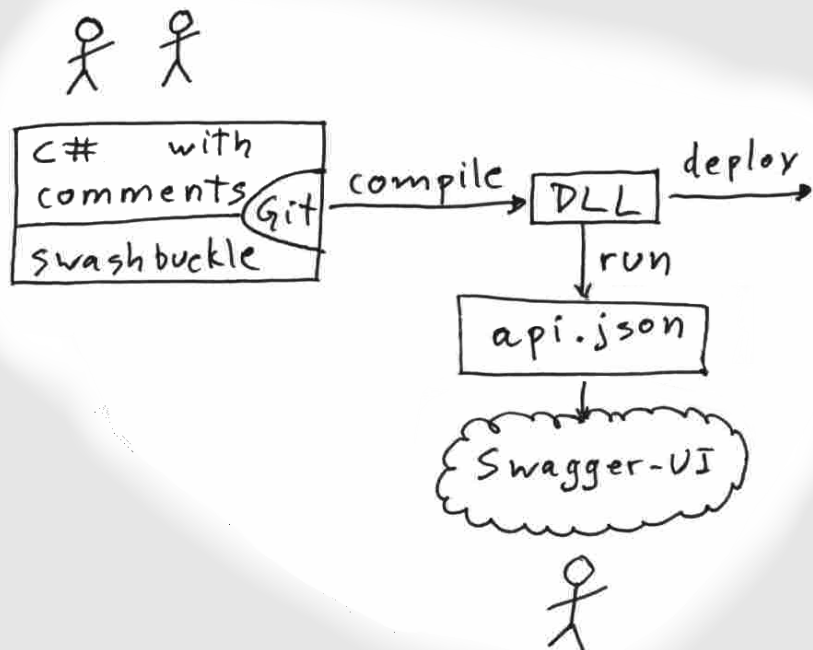 C# with
comments
Git
swashbuckle
compile
DLL
deploy
run
api.json
Swagger-UI